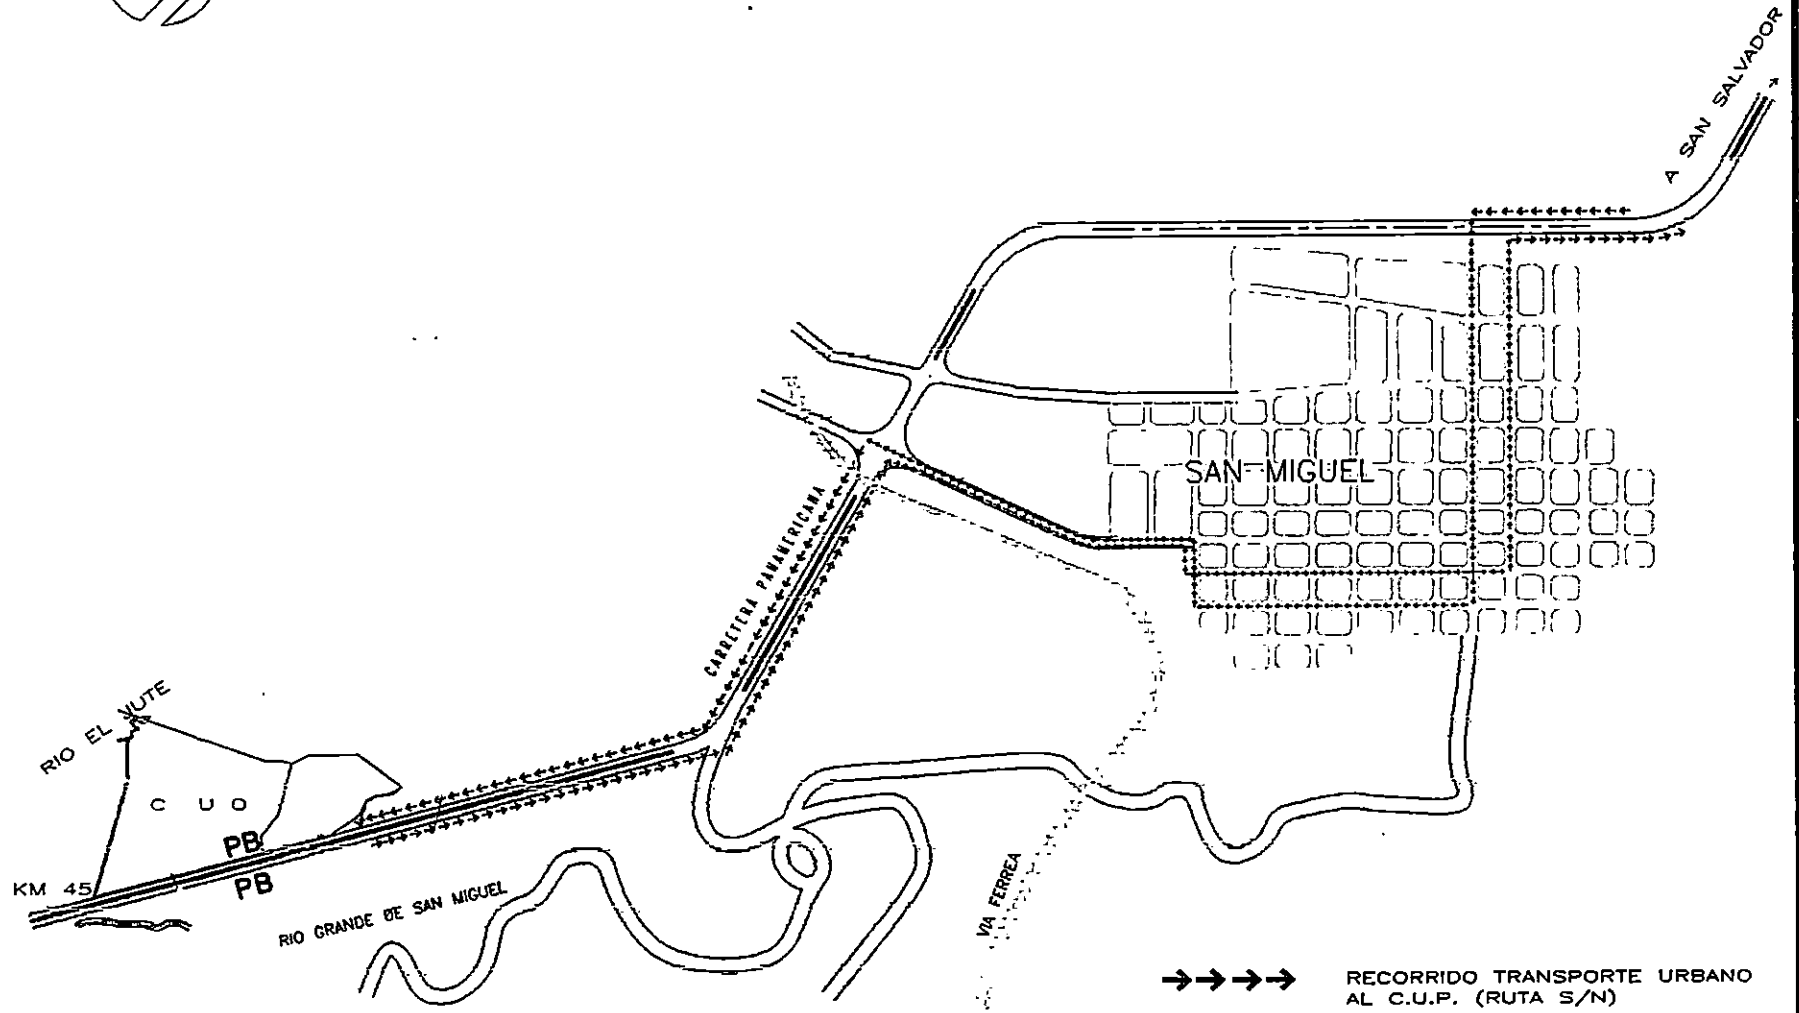 A SAN SALVADOR
SAN MIGUEL
CARRETERA PANAMERICANA
RIO EL VUTE
C U O
PB
PB
KM 45
RIO GRANDE DE SAN MIGUEL
VIA FERREA
RECORRIDO TRANSPORTE URBANO
AL C.U.P. (RUTA S/N)